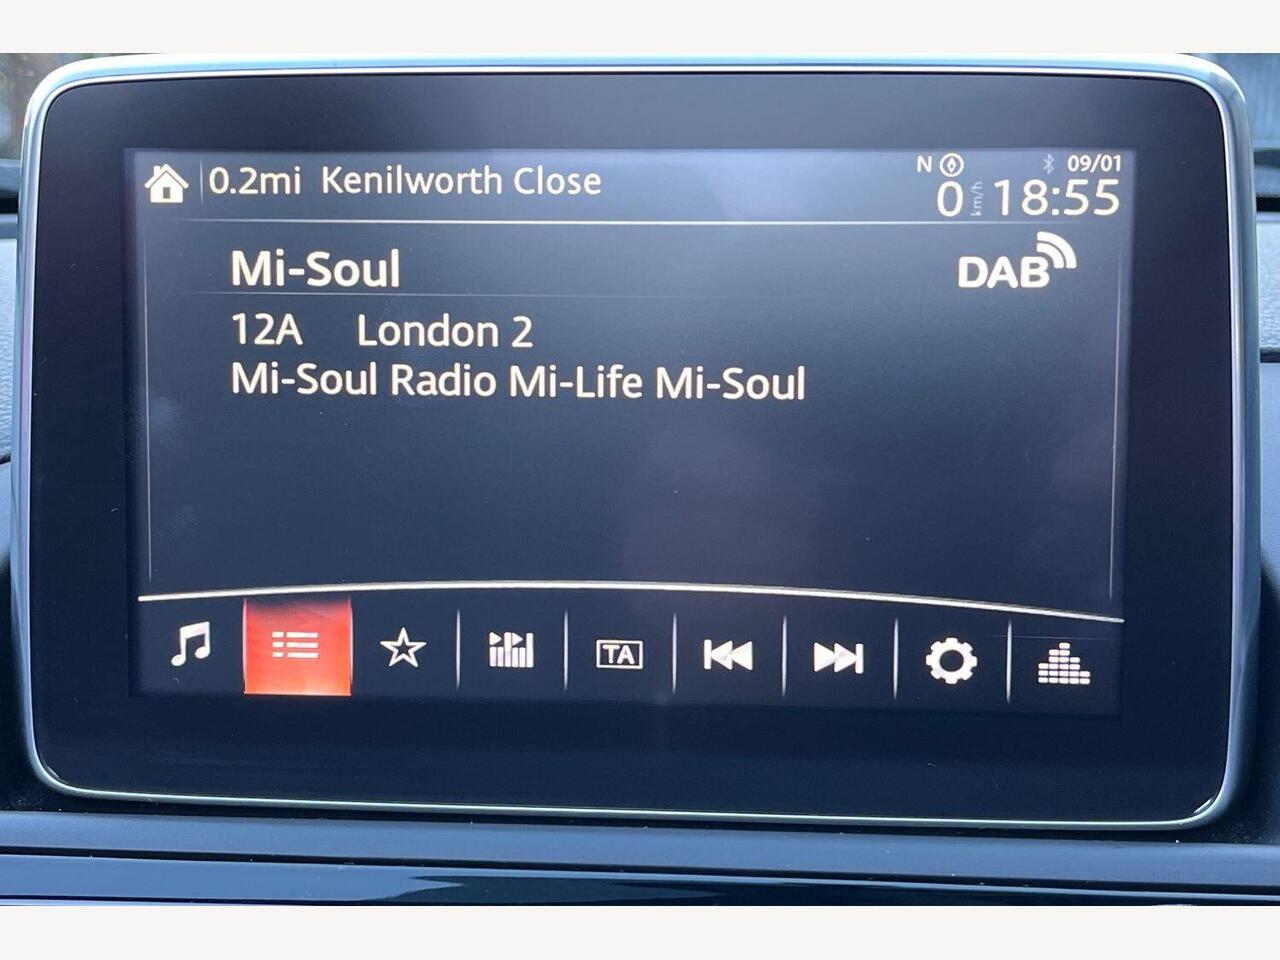 0.2mi Kenilworth Close
N 09/01
0 km/h 18:55
Mi-Soul
DAB
12A London 2
Mi-Soul Radio Mi-Life Mi-Soul
TA